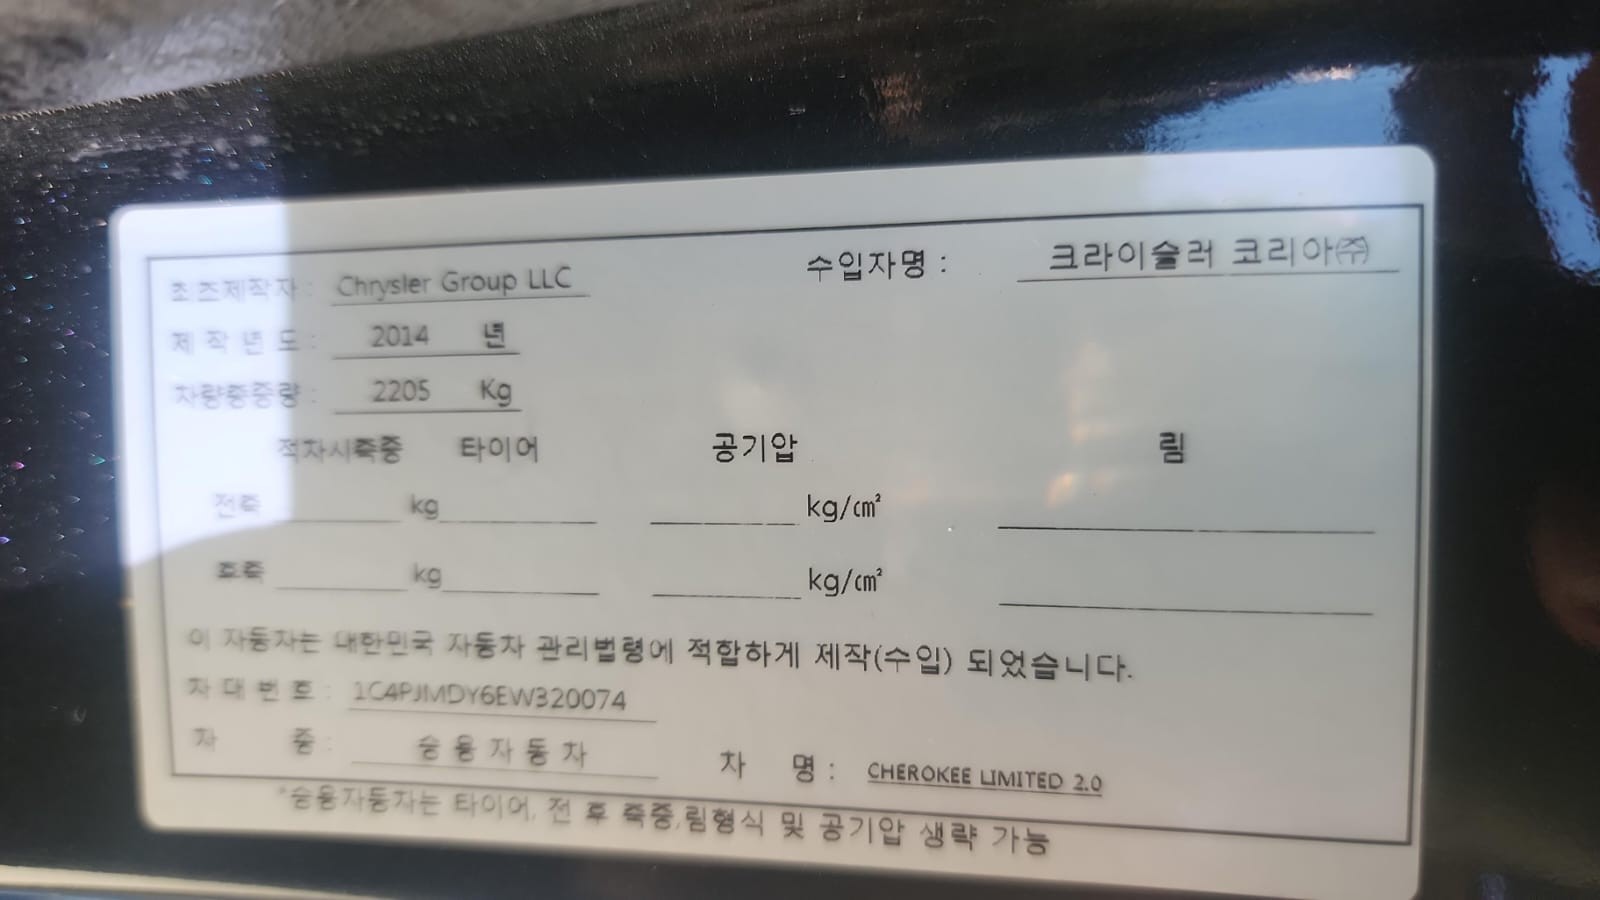 최초제작자 : Chrysler Group LLC 수입자명 : 크라이슬러 코리아㈜
제 작 년 도 : 2014 년
차량총중량 : 2205 Kg
적차시축중 타이어 공기압 림
전축 kg kg/㎠
후축 kg kg/㎠
이 자동차는 대한민국 자동차 관리법령에 적합하게 제작(수입) 되었습니다.
차 대 번 호 : 1C4PJMDY6EW320074
차 종 : 승 용 자 동 차 차 명 : CHEROKEE LIMITED 2.0
*승용자동차는 타이어, 전 후 축중,림형식 및 공기압 생략 가능